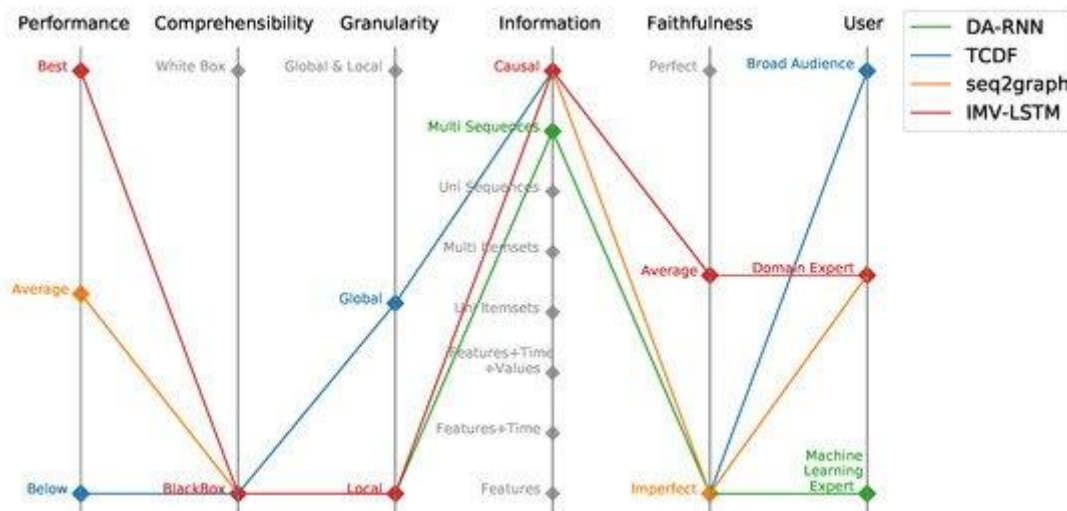 Performance Comprehensibility Granularity Information Faithfulness User
DA-RNN
TCDF
seq2graph
IMV-LSTM
Best White Box Global & Local Causal Perfect Broad Audience
Multi Sequences
Uni Sequences
Multi Itemsets
Average Global Average Domain Expert
Uni Itemsets
Features+Time
+Values
Features+Time
Machine
Learning
Expert
Below BlackBox Local Features Imperfect